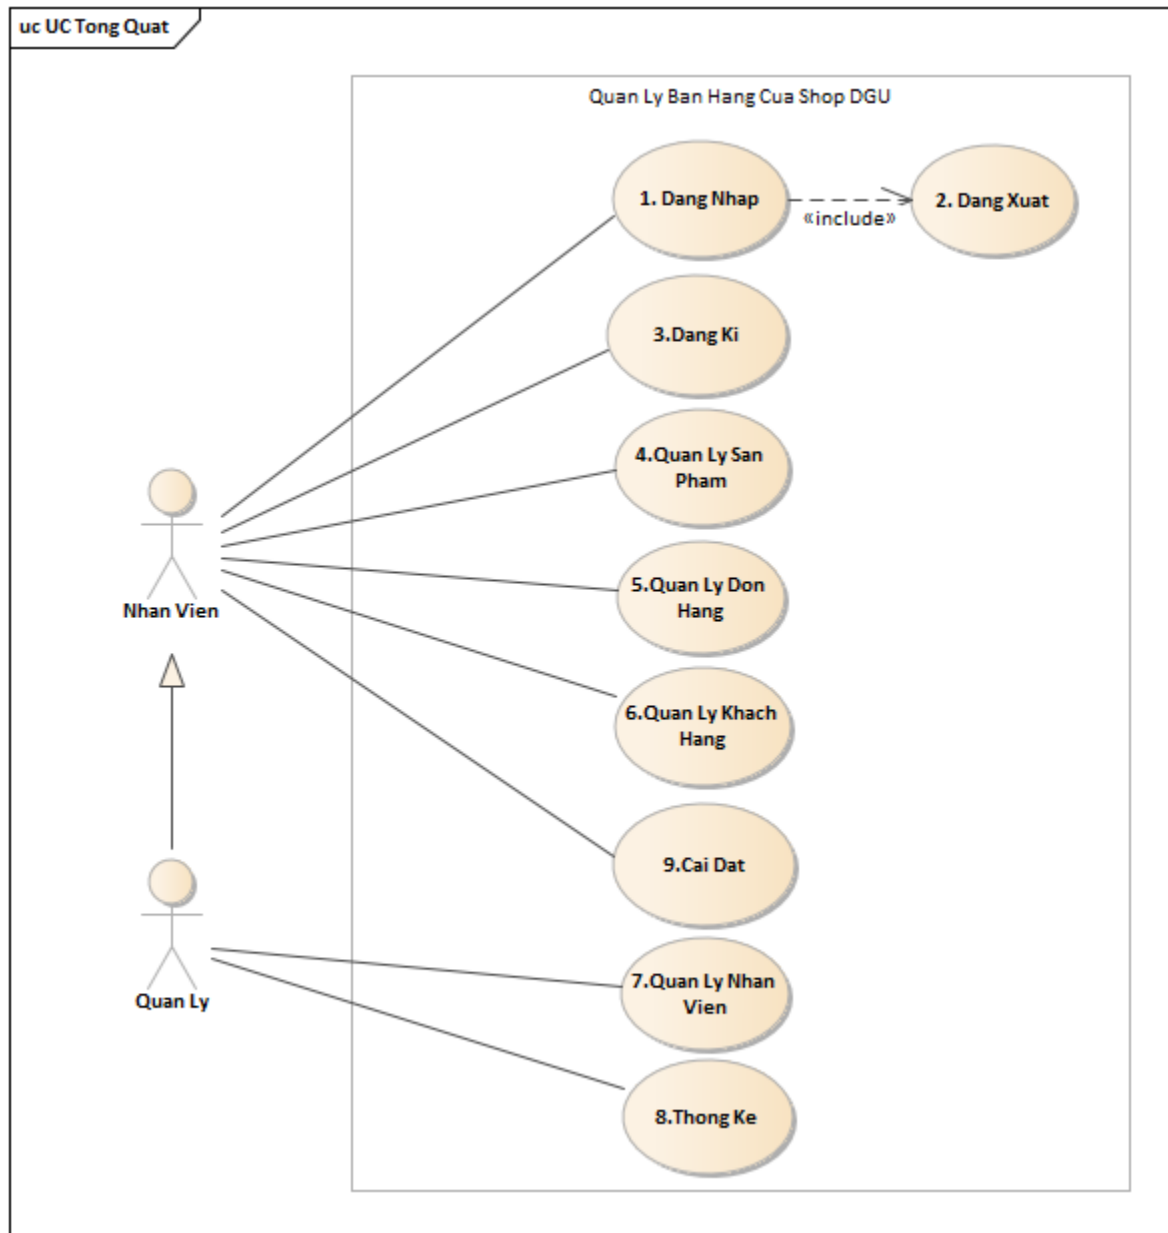 uc UC Tong Quat
Quan Ly Ban Hang Cua Shop DGU
1. Dang Nhap
«include»
2. Dang Xuat
3.Dang Ki
4.Quan Ly San
Pham
5.Quan Ly Don
Hang
6.Quan Ly Khach
Hang
9.Cai Dat
7.Quan Ly Nhan
Vien
8.Thong Ke
Nhan Vien
Quan Ly